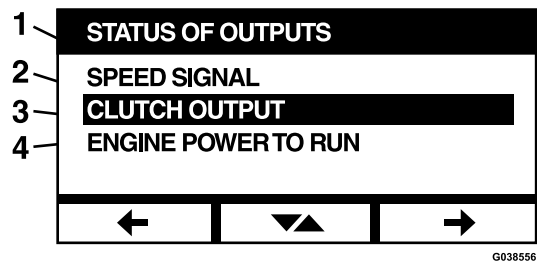 1 STATUS OF OUTPUTS
2 SPEED SIGNAL
3 CLUTCH OUTPUT
4 ENGINE POWER TO RUN
G038556